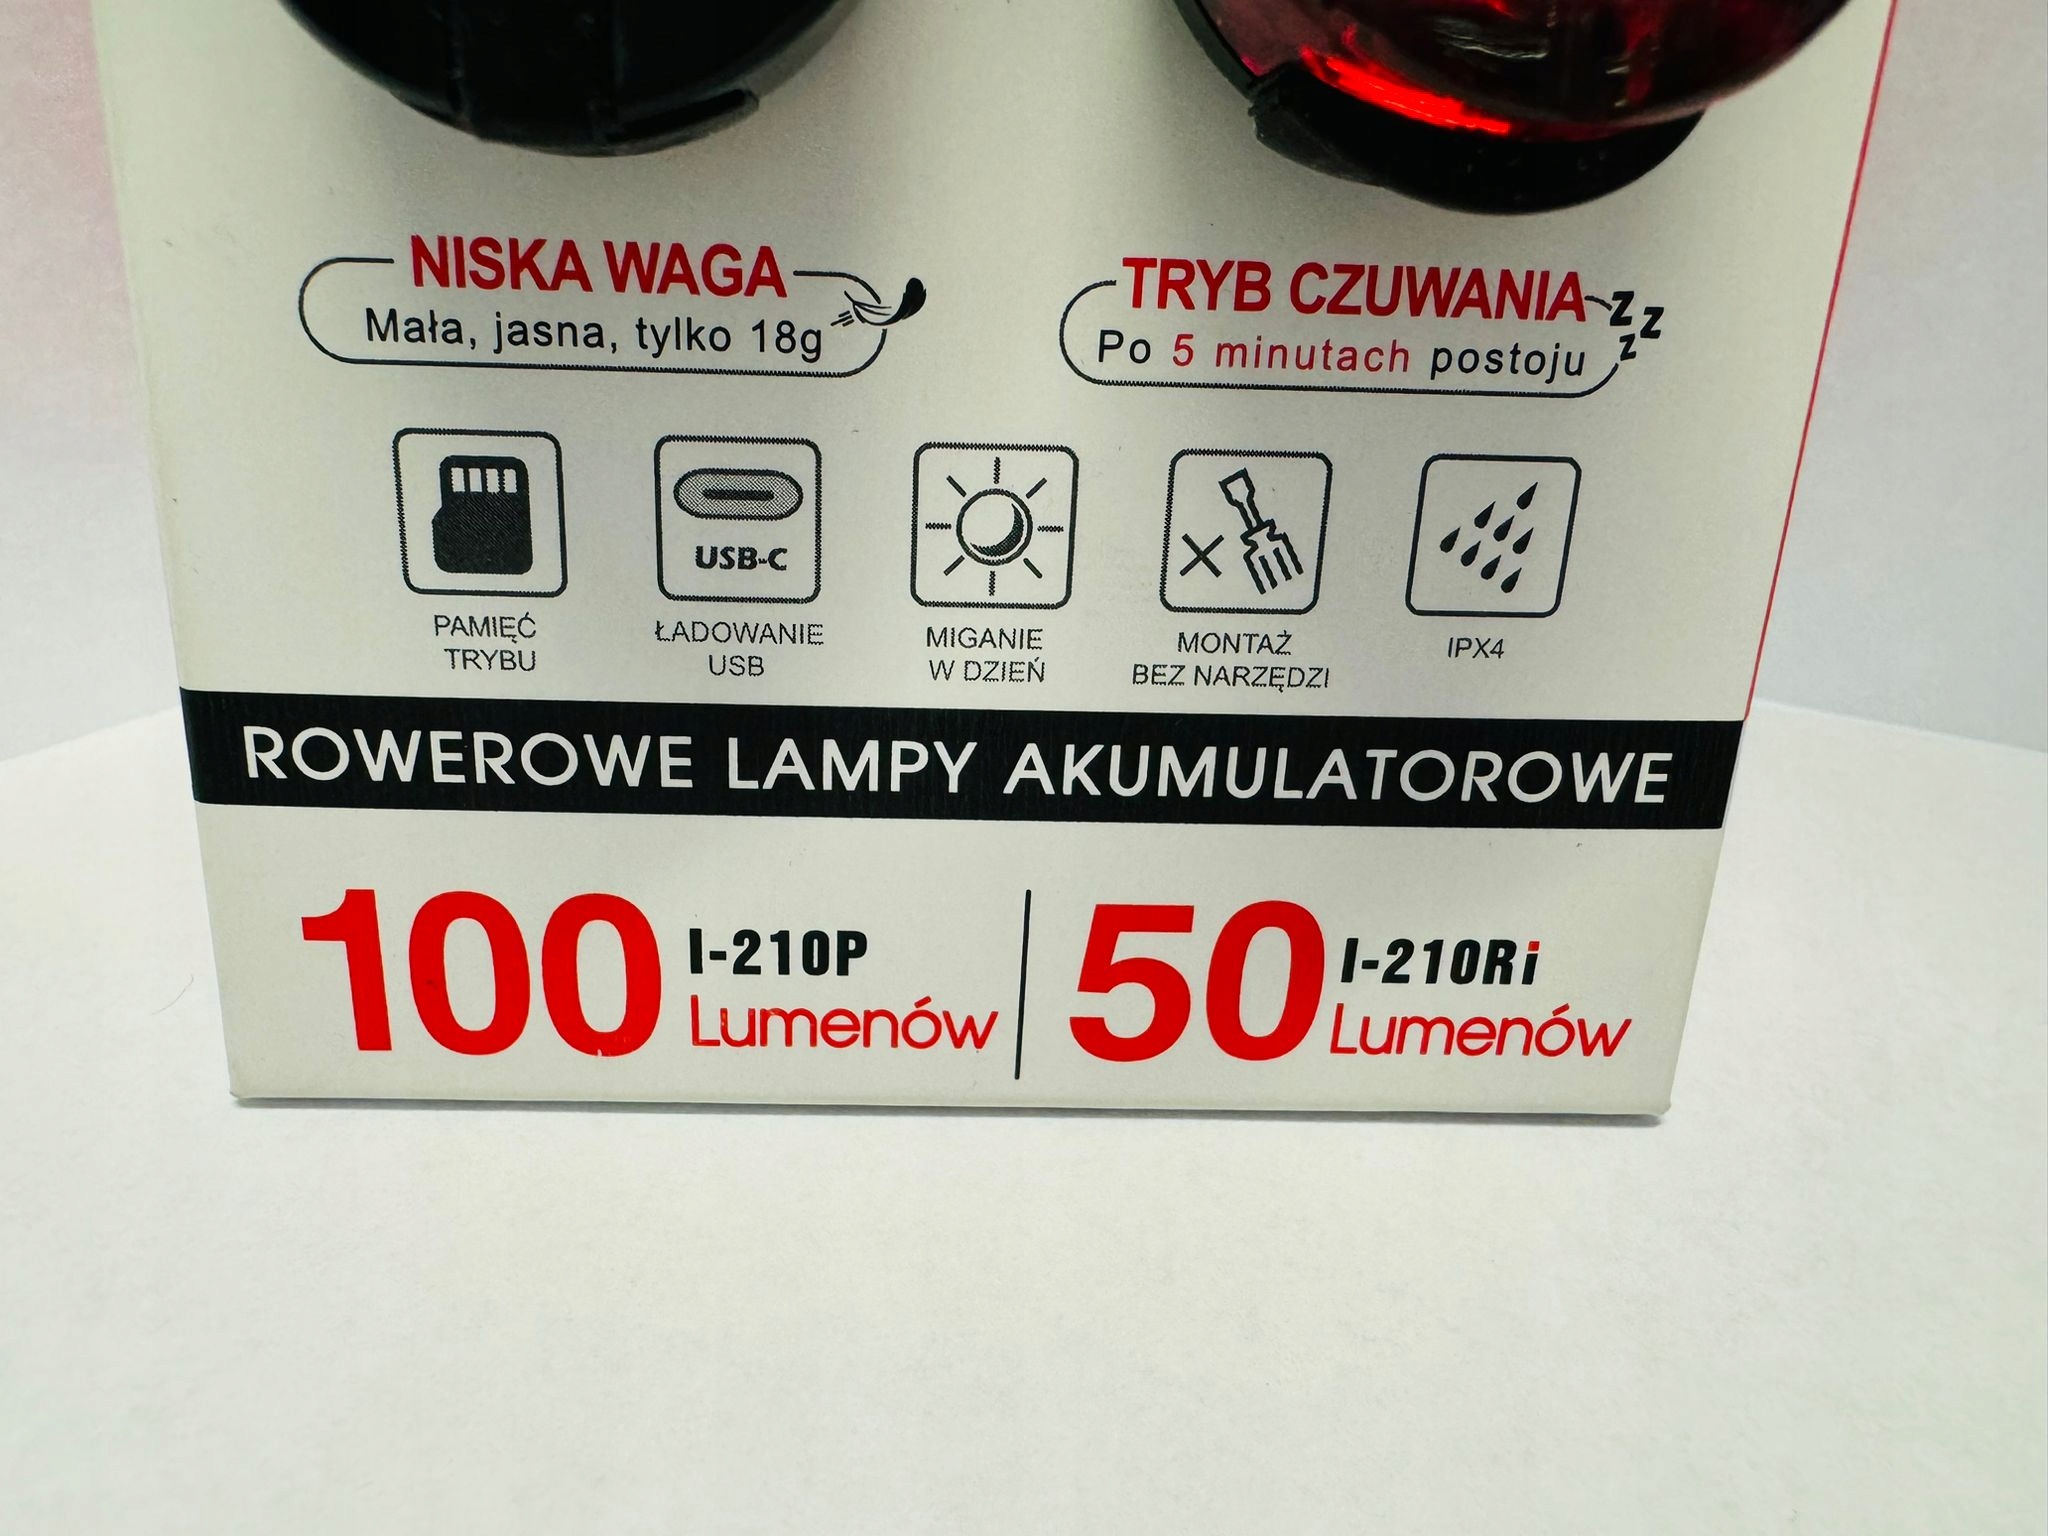 NISKA WAGA
Mała, jasna, tylko 18g
TRYB CZUWANIA
Po 5 minutach postoju
z z z
USB-C
PAMIĘĆ
TRYBU
ŁADOWANIE
USB
MIGANIE
W DZIEŃ
MONTAŻ
BEZ NARZĘDZI
IPX4
ROWEROWE LAMPY AKUMULATOROWE
100 I-210P
Lumenów
50 I-210Ri
Lumenów